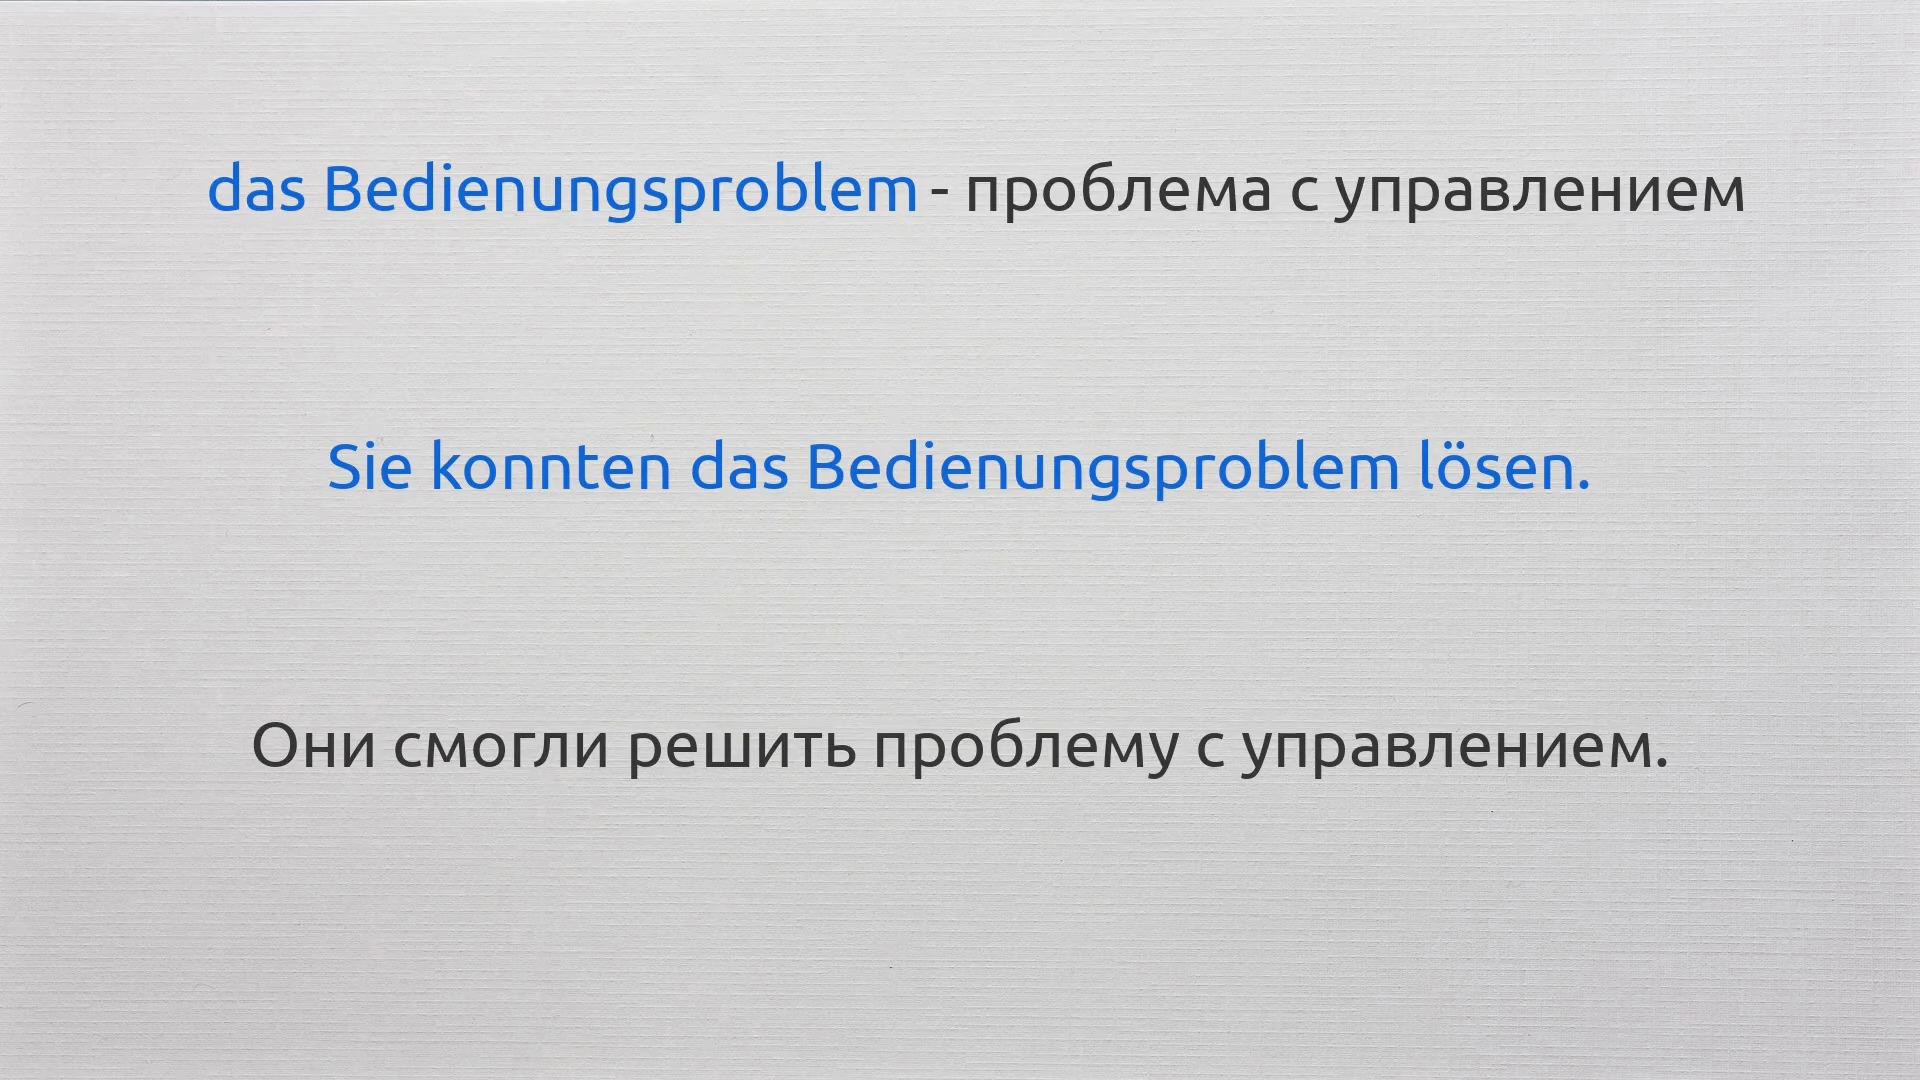 das Bedienungsproblem - проблема с управлением
Sie konnten das Bedienungsproblem lösen.
Они смогли решить проблему с управлением.